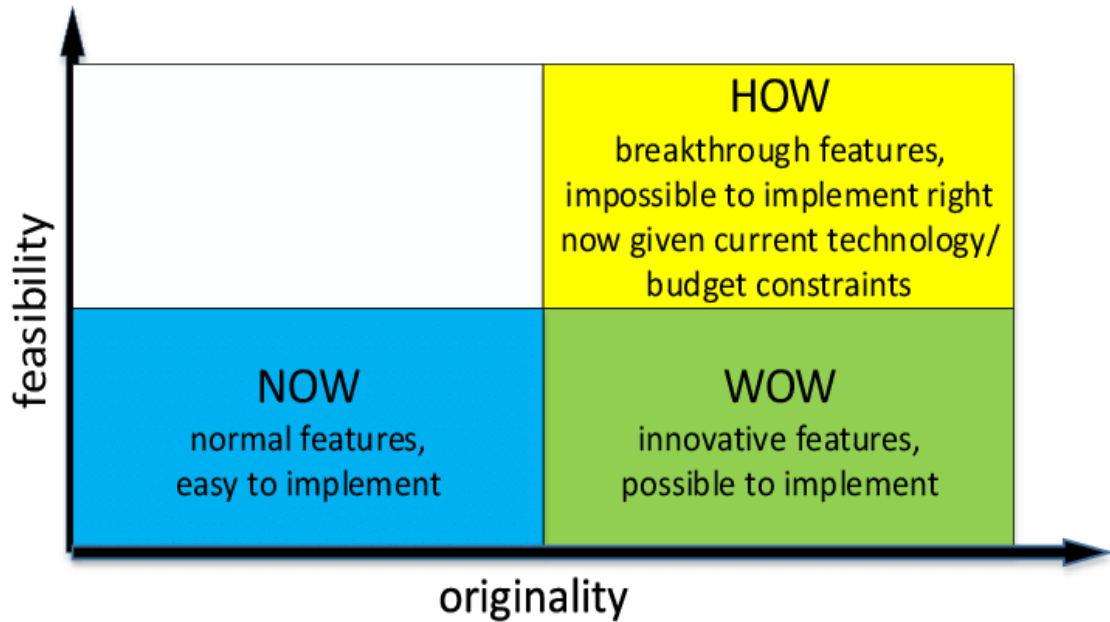 HOW
breakthrough features,
impossible to implement right
now given current technology/
budget constraints
feasibility
NOW
normal features,
easy to implement
WOW
innovative features,
possible to implement
originality